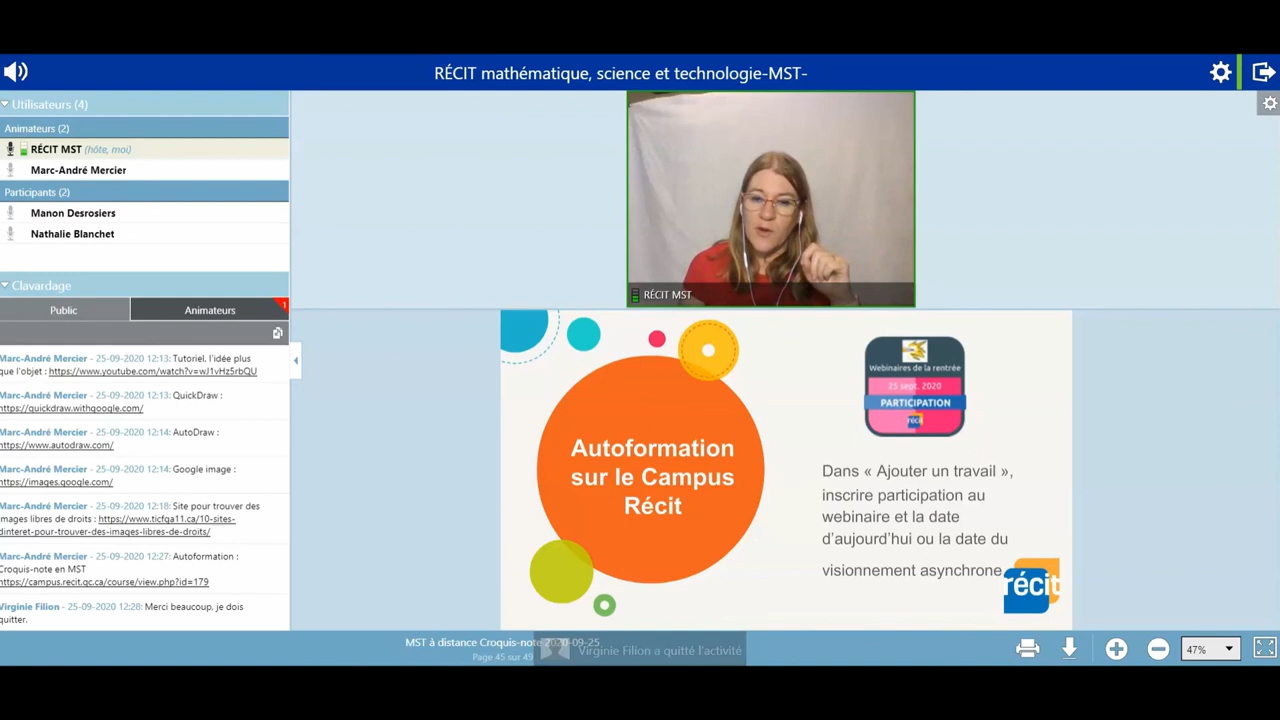 RÉCIT mathématique, science et technologie-MST-
Utilisateurs (4)
Animateurs (2)
RÉCIT MST (hôte, moi)
Marc-André Mercier
Participants (2)
Manon Desrosiers
Nathalie Blanchet
Clavardage
Public
Animateurs
1
Marc-André Mercier - 25-09-2020 12:13: Tutoriel, l'idée plus
que l'objet : https://www.youtube.com/watch?v=wJ1vHz5rbQU
Marc-André Mercier - 25-09-2020 12:13: QuickDraw :
https://quickdraw.withgoogle.com/
Marc-André Mercier - 25-09-2020 12:14: AutoDraw :
https://www.autodraw.com/
Marc-André Mercier - 25-09-2020 12:14: Google image :
https://images.google.com/
Marc-André Mercier - 25-09-2020 12:18: Site pour trouver des
images libres de droits : https://www.ticfga11.ca/10-sites-
dinteret-pour-trouver-des-images-libres-de-droits/
Marc-André Mercier - 25-09-2020 12:27: Autoformation :
Croquis-note en MST
https://campus.recit.qc.ca/course/view.php?id=179
Virginie Filion - 25-09-2020 12:28: Merci beaucoup, je dois
quitter.
RÉCIT MST
Autoformation
sur le Campus
Récit
Webinaires de la rentrée
25 sept. 2020
PARTICIPATION
récit
Dans « Ajouter un travail »,
inscrire participation au
webinaire et la date
d'aujourd'hui ou la date du
visionnement asynchrone
récit
MST à distance Croquis-note 2020-09-25
Page 45 sur 49
Virginie Filion a quitté l'activité
47%